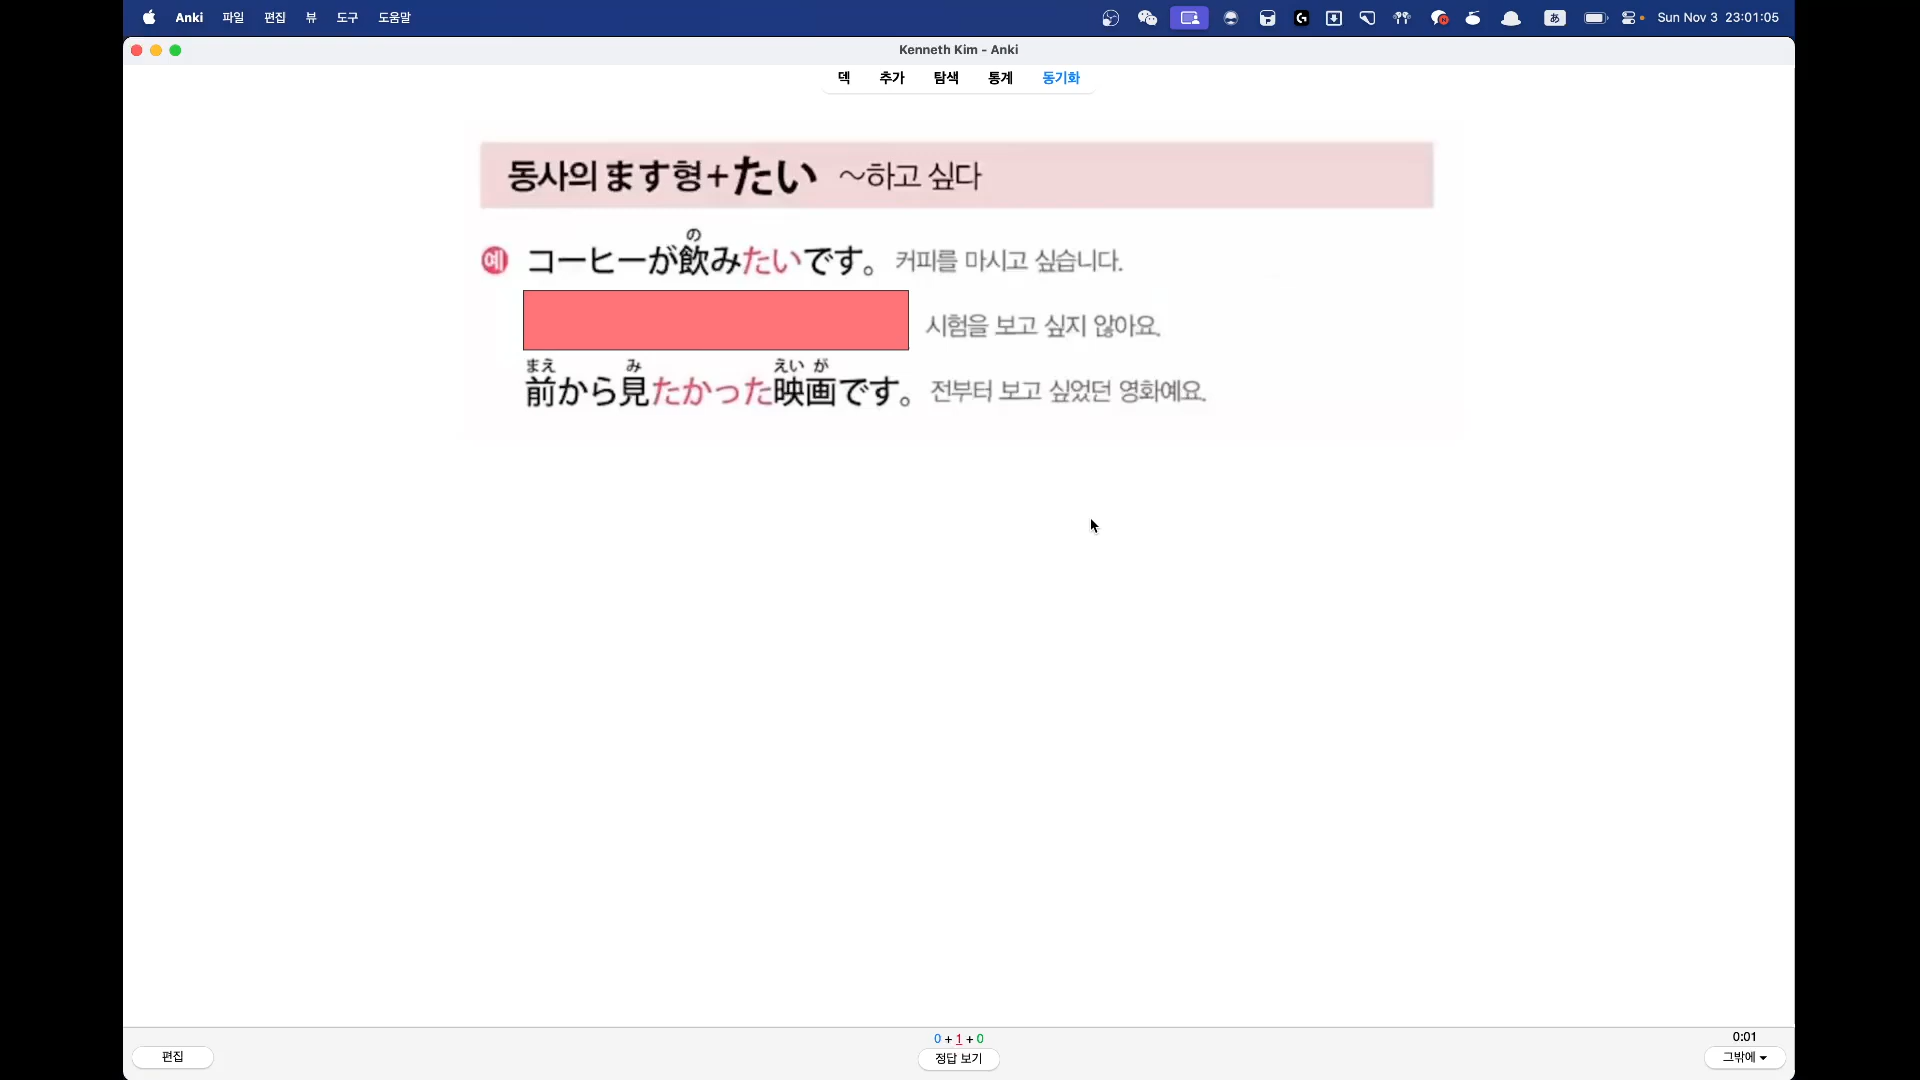 Anki 파일 편집 뷰 도구 도움말 あ Sun Nov 3 23:01:05
Kenneth Kim - Anki
덱 추가 탐색 통계 동기화
동사의 ます형+たい ~하고 싶다
の
예 コーヒーが飲みたいです。 커피를 마시고 싶습니다.
시험을 보고 싶지 않아요.
まえ み えい が
前から見たかった映画です。 전부터 보고 싶었던 영화예요.
0 + 1 + 0
0:01
편집 정답 보기 그밖에